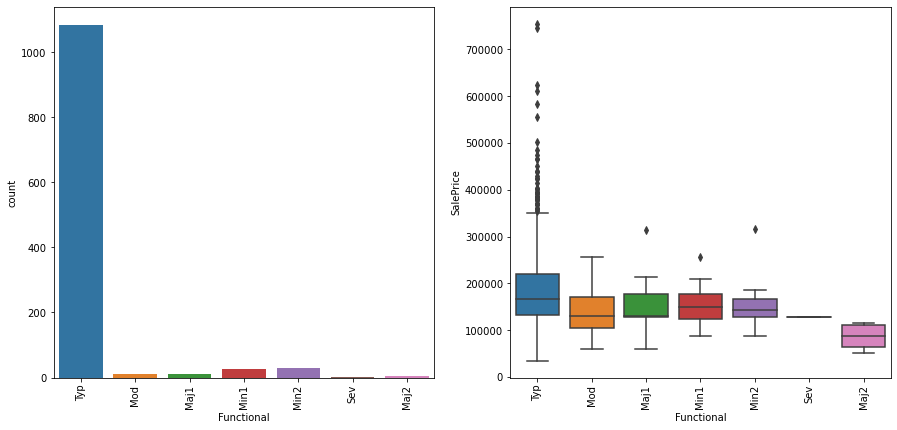 count
1000
800
600
400
200
0
Typ
Mod
Maj1
Min1
Min2
Sev
Maj2
Functional
SalePrice
700000
600000
500000
400000
300000
200000
100000
0
Typ
Mod
Maj1
Min1
Min2
Sev
Maj2
Functional